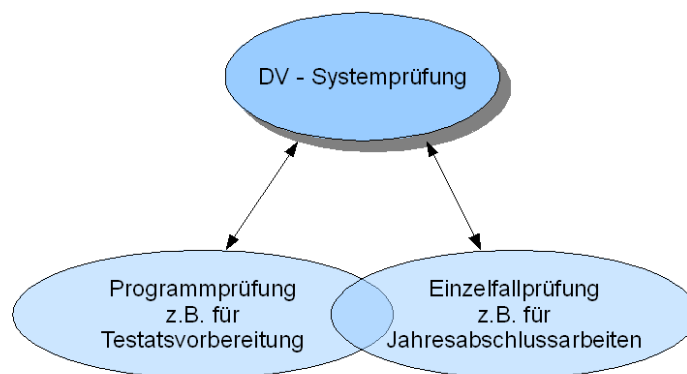 DV - Systemprüfung
Programmprüfung
z.B. für
Testatsvorbereitung
Einzelfallprüfung
z.B. für
Jahresabschlussarbeiten